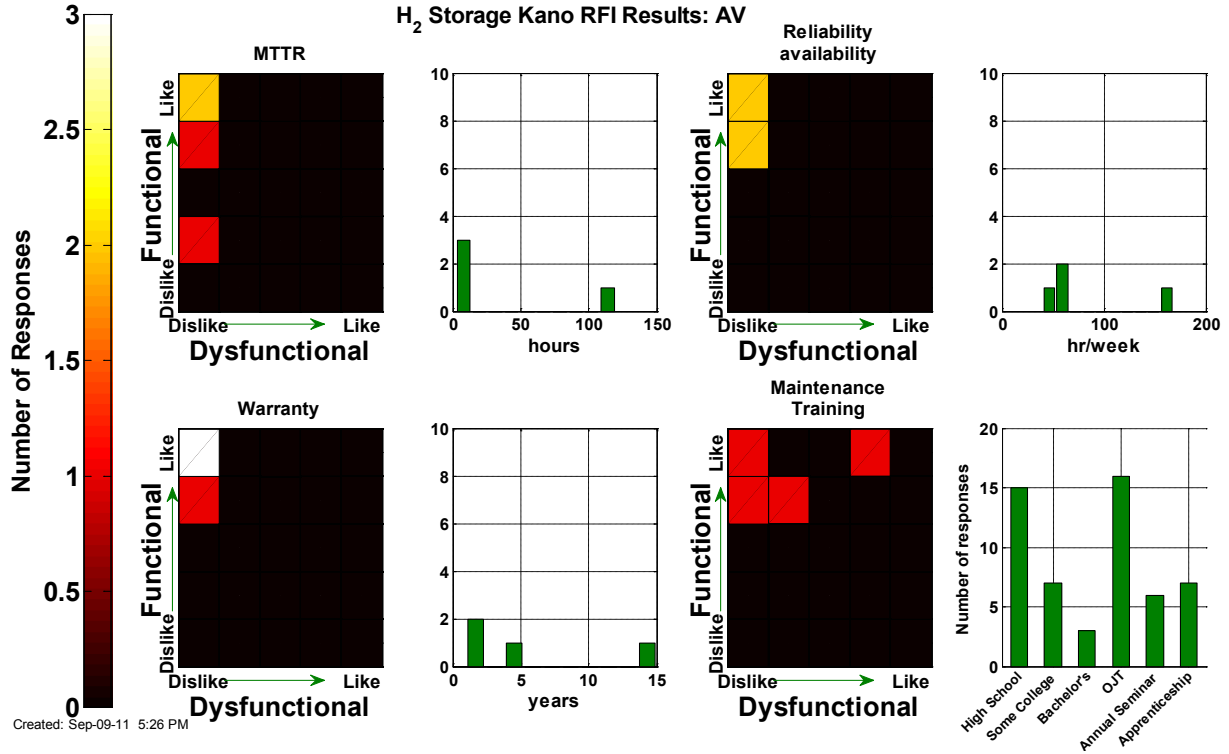 H2 Storage Kano RFI Results: AV
3
2.5
2
1.5
1
0.5
0
Number of Responses
MTTR
Like
Functional
Dislike
Dislike
Like
Dysfunctional
10
8
6
4
2
0
0
50
100
150
hours
Reliability
availability
Like
Functional
Dislike
Dislike
Like
Dysfunctional
10
8
6
4
2
0
0
100
200
hr/week
Warranty
Like
Functional
Dislike
Dislike
Like
Dysfunctional
10
8
6
4
2
0
0
5
10
15
years
Maintenance
Training
Like
Functional
Dislike
Dislike
Like
Dysfunctional
Number of responses
20
15
10
5
0
High School
Some College
Bachelor's
OJT
Annual Seminar
Apprenticeship
Created: Sep-09-11 5:26 PM